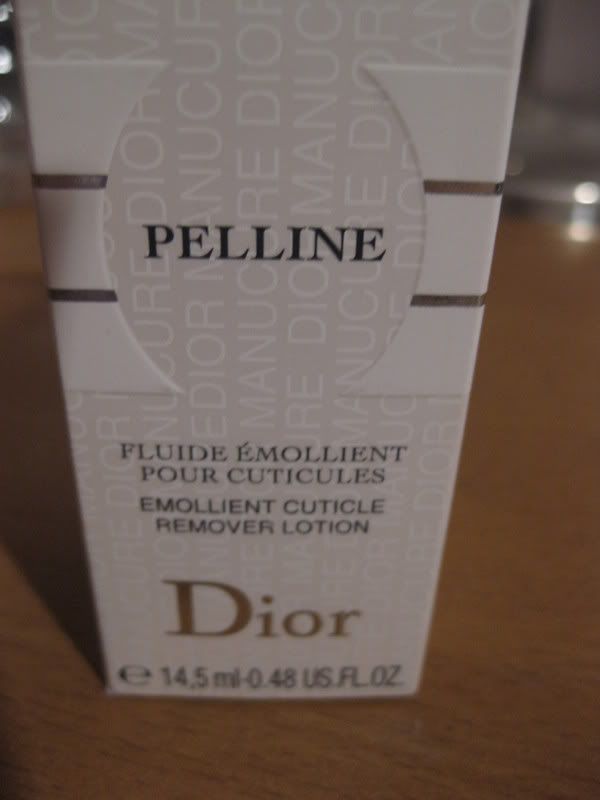 PELLINE
FLUIDE ÉMOLLIENT
POUR CUTICULES
EMOLLIENT CUTICLE
REMOVER LOTION
Dior
℮ 14,5 ml-0.48 US.FL.OZ